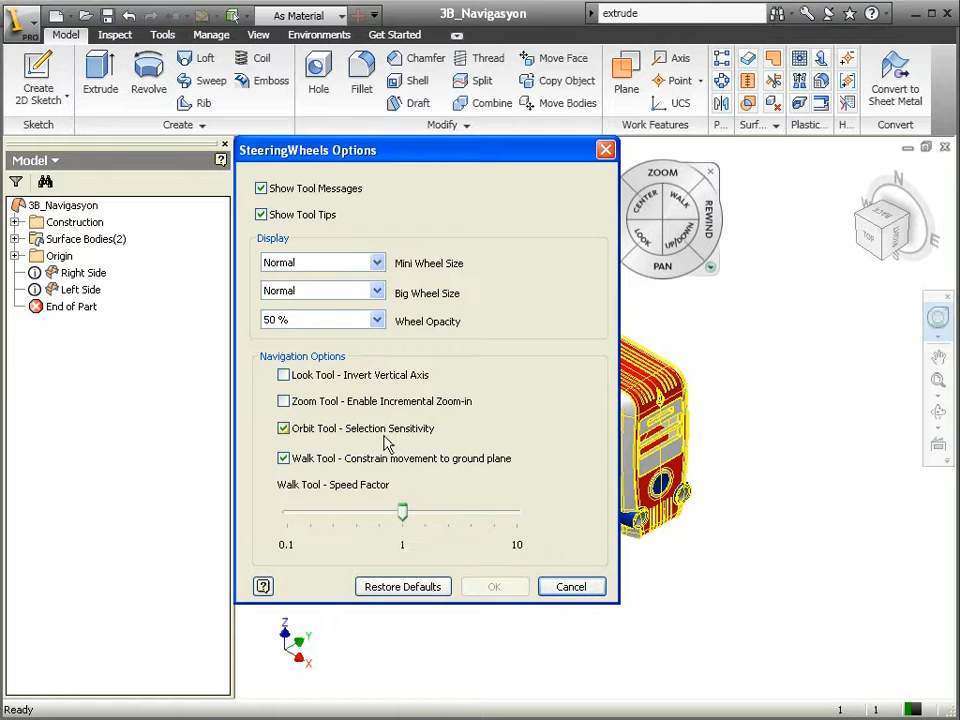 As Material
3B_Navigasyon
extrude
PRO
Model
Inspect
Tools
Manage
View
Environments
Get Started
Create
2D Sketch
Extrude
Revolve
Loft
Sweep
Rib
Coil
Emboss
Hole
Fillet
Chamfer
Shell
Draft
Thread
Split
Combine
Move Face
Copy Object
Move Bodies
Plane
Axis
Point
UCS
Convert to
Sheet Metal
Sketch
Create
Modify
Work Features
P...
Surf...
Plastic...
H...
Convert
Model
3B_Navigasyon
Construction
Surface Bodies(2)
Origin
Right Side
Left Side
End of Part
SteeringWheels Options
Show Tool Messages
Show Tool Tips
Display
Normal
Mini Wheel Size
Normal
Big Wheel Size
50 %
Wheel Opacity
Navigation Options
Look Tool - Invert Vertical Axis
Zoom Tool - Enable Incremental Zoom-in
Orbit Tool - Selection Sensitivity
Walk Tool - Constrain movement to ground plane
Walk Tool - Speed Factor
0.1
1
10
Restore Defaults
OK
Cancel
ZOOM
CENTER
WALK
REWIND
LOOK
UP/DOWN
PAN
N
E
BACK
TOP
Z
Y
X
Ready
1
1